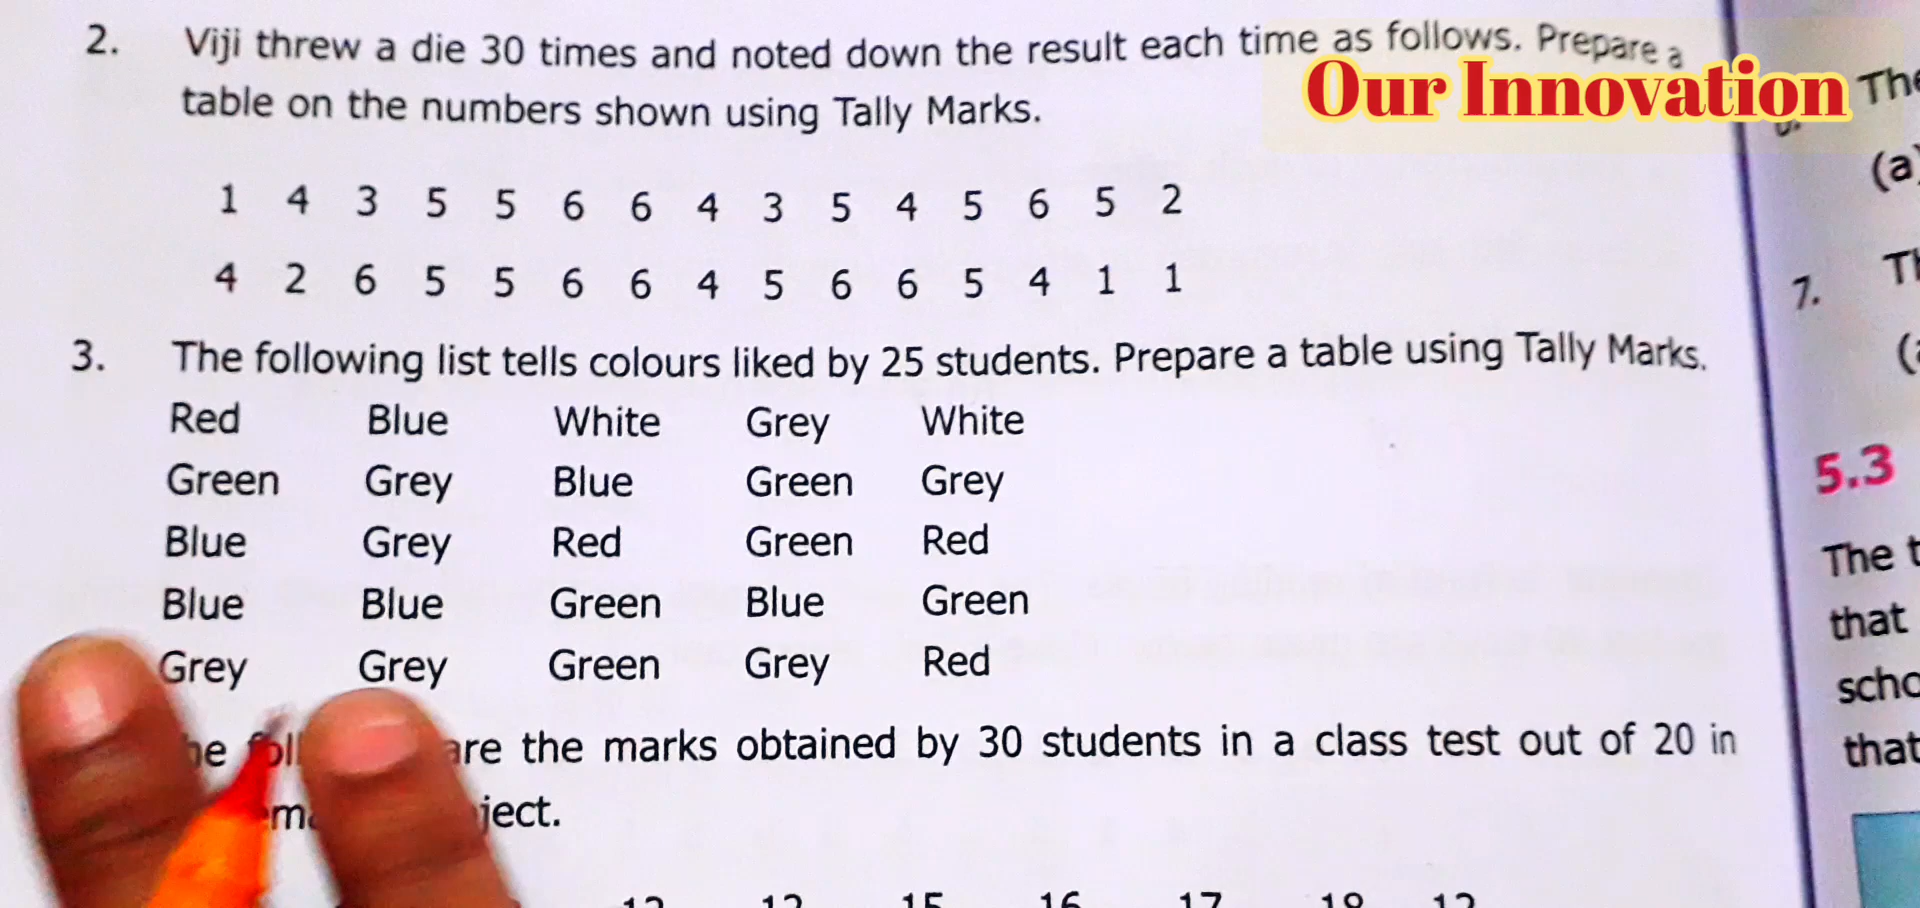 2. Viji threw a die 30 times and noted down the result each time as follows. Prepare a
table on the numbers shown using Tally Marks.
1 4 3 5 5 6 6 4 3 5 4 5 6 5 2
4 2 6 5 5 6 6 4 5 6 6 5 4 1 1
3. The following list tells colours liked by 25 students. Prepare a table using Tally Marks.
Red Blue White Grey White
Green Grey Blue Green Grey
Blue Grey Red Green Red
Blue Blue Green Blue Green
Grey Grey Green Grey Red
are the marks obtained by 30 students in a class test out of 20 in
ject.
Our Innovation
(a)
7.
5.3
The t
that
scho
that